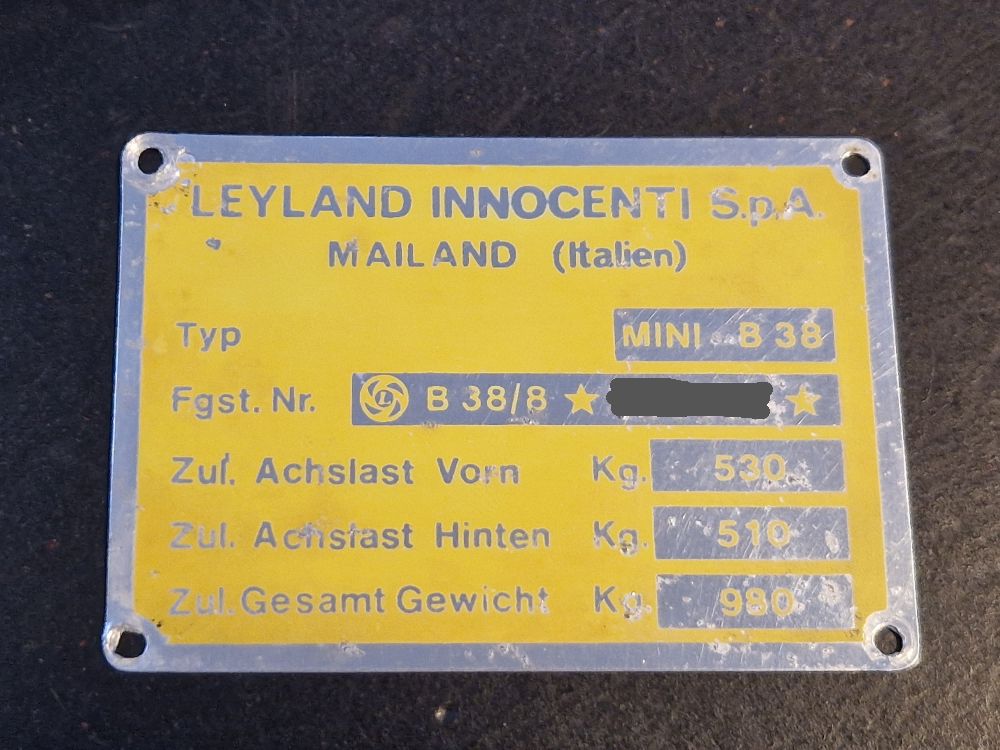 LEYLAND INNOCENTI S.p.A.
MAILAND (Italien)
Typ MINI B 38
Fgst. Nr. L B 38/8 ★ ★
Zul. Achslast Vorn Kg. 530
Zul. Achslast Hinten Kg. 510
Zul. Gesamt Gewicht Kg. 980